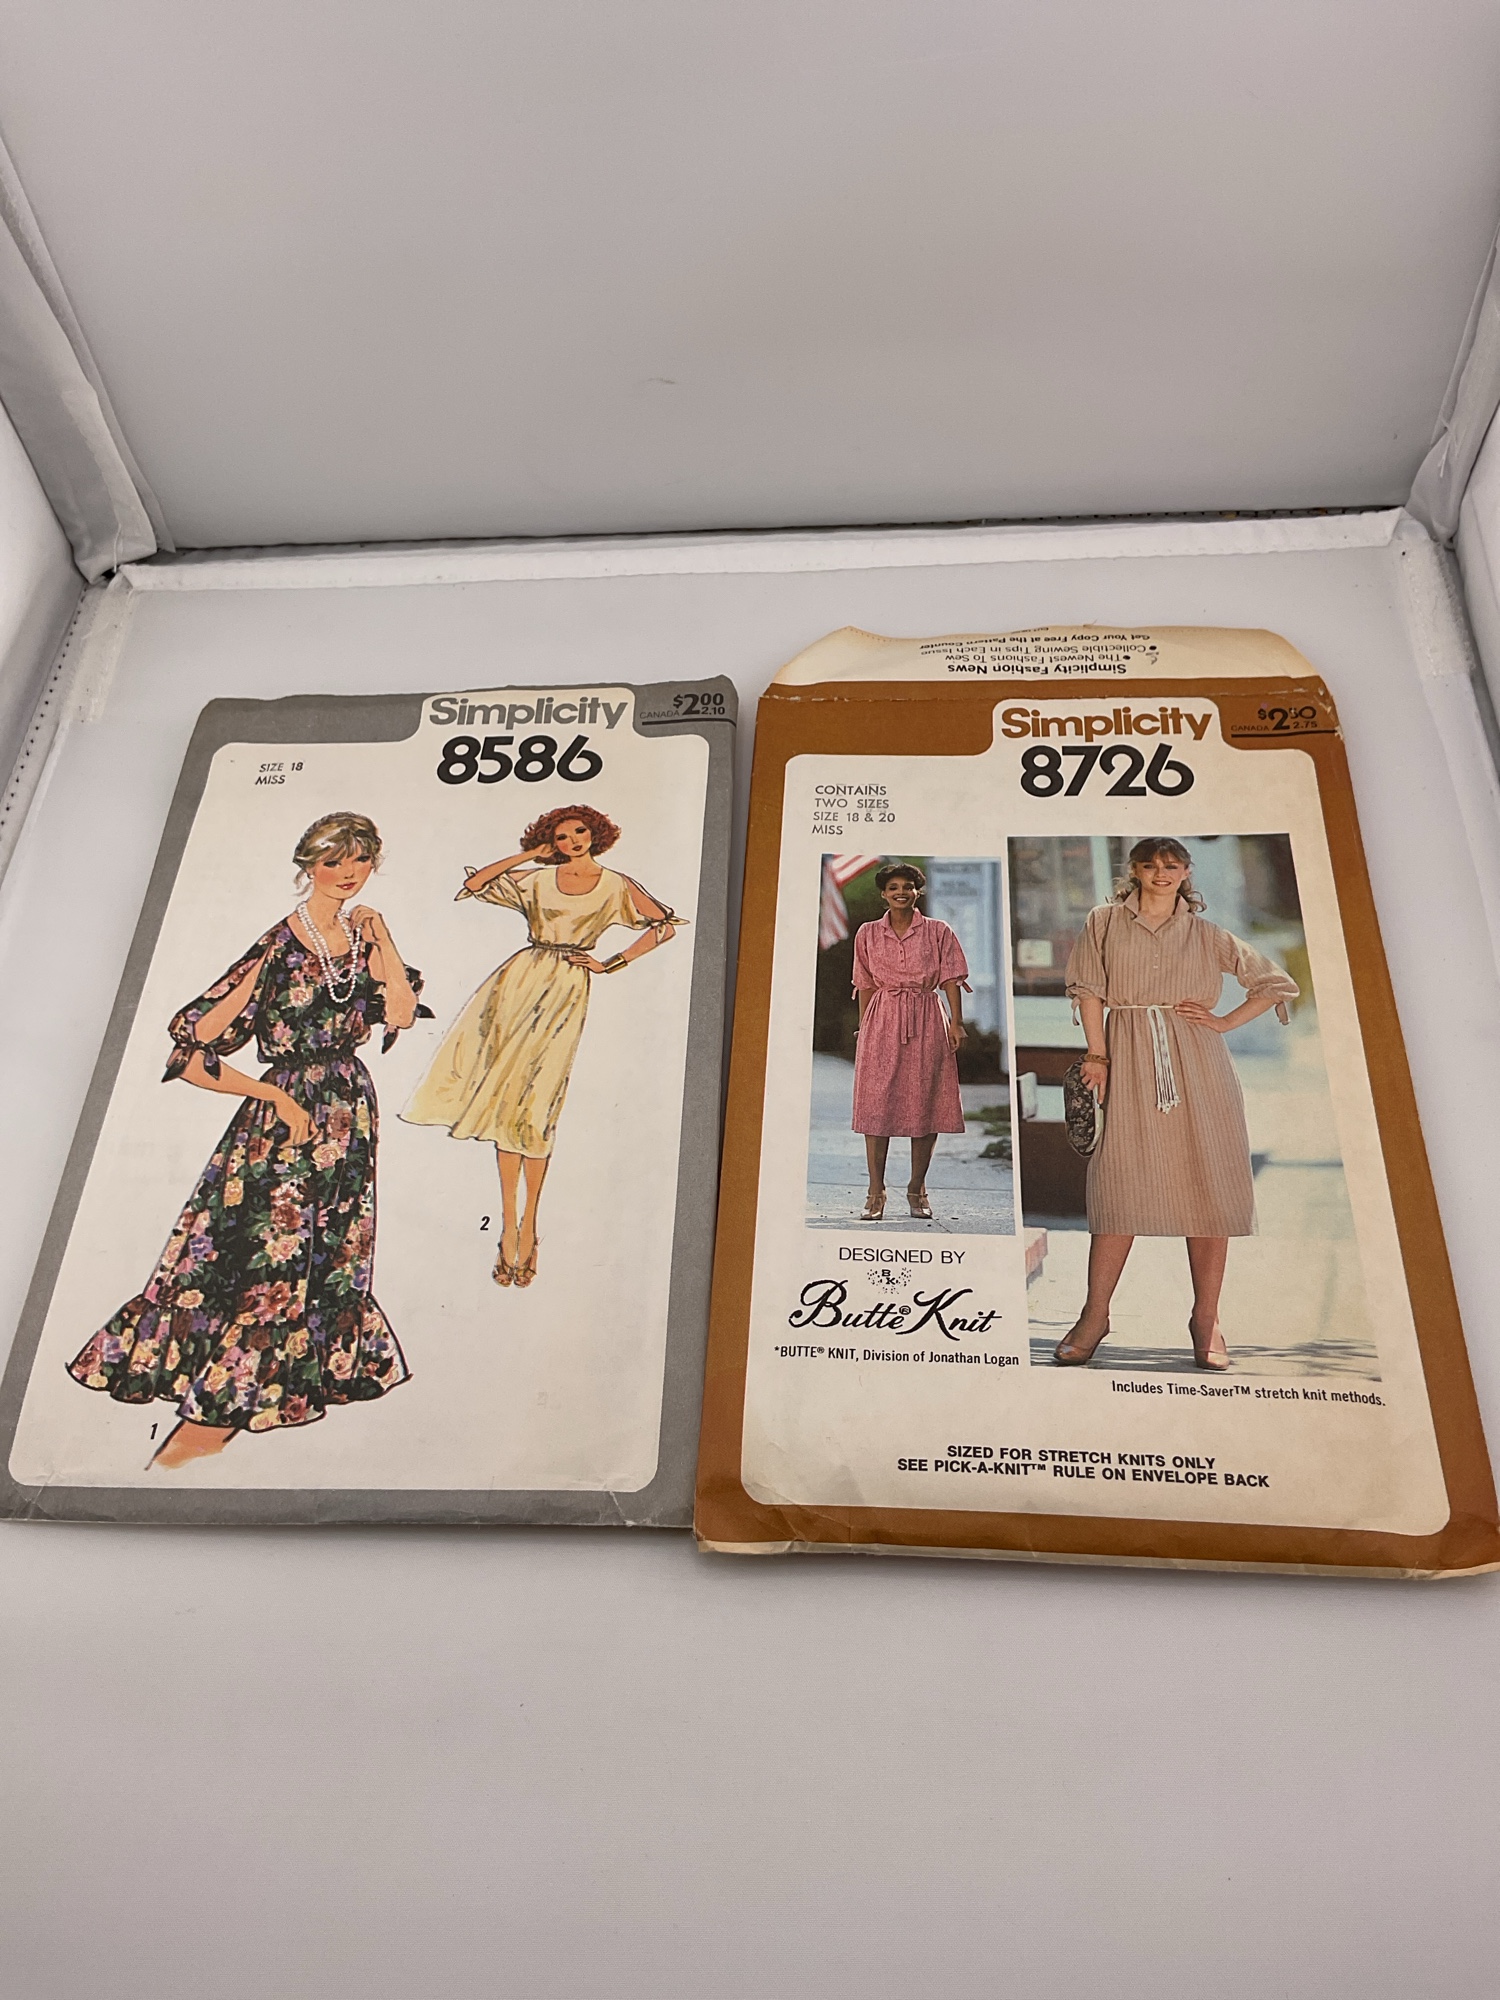 Simplicity
$2.00
CANADA 2.10
8586
SIZE 18
MISS
1
2
Simplicity Fashion News
•The Newest Fashions To Sew
•Collectible Sewing Tips in Each Issue
Get Your Copy Free at the Pattern Counter
Simplicity
$2.50
CANADA 2.75
8726
CONTAINS
TWO SIZES
SIZE 18 & 20
MISS
DESIGNED BY
BK
Butte® Knit
*BUTTE® KNIT, Division of Jonathan Logan
Includes Time-Saver™ stretch knit methods.
SIZED FOR STRETCH KNITS ONLY
SEE PICK-A-KNIT™ RULE ON ENVELOPE BACK